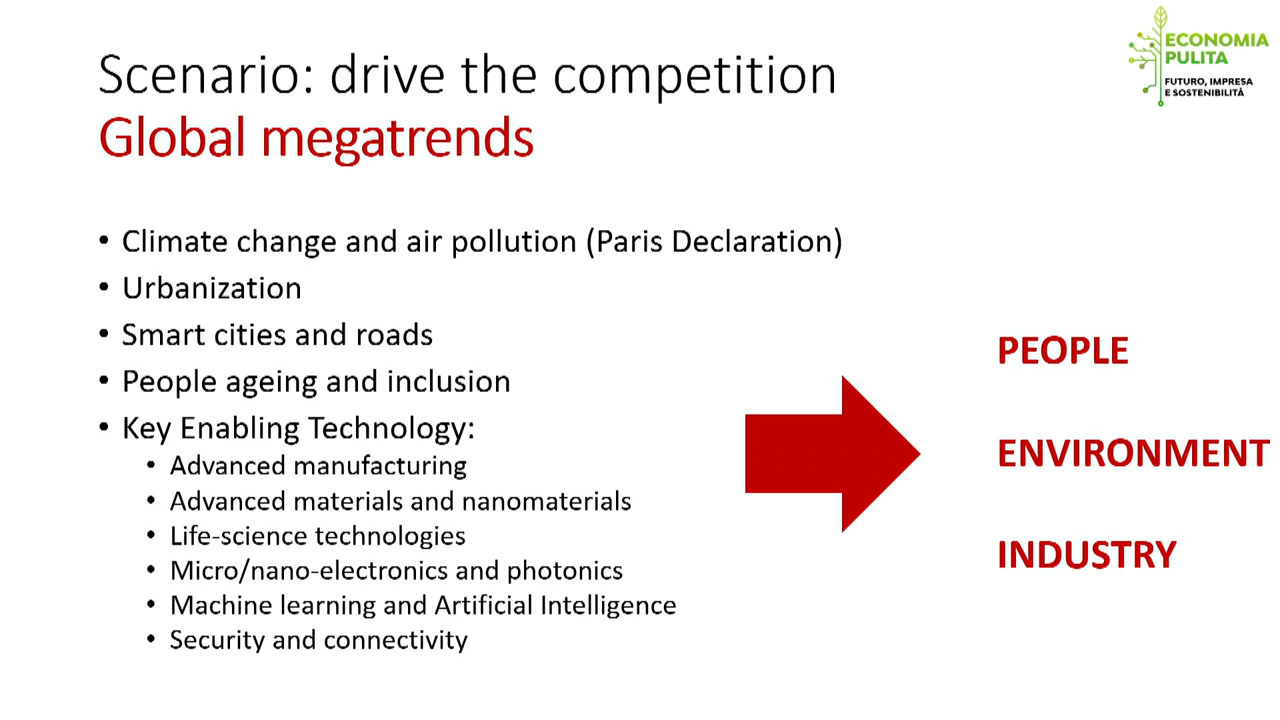 Scenario: drive the competition
Global megatrends
ECONOMIA
PULITA
FUTURO, IMPRESA
E SOSTENIBILITÀ
• Climate change and air pollution (Paris Declaration)
• Urbanization
• Smart cities and roads
• People ageing and inclusion
• Key Enabling Technology:
• Advanced manufacturing
• Advanced materials and nanomaterials
• Life-science technologies
• Micro/nano-electronics and photonics
• Machine learning and Artificial Intelligence
• Security and connectivity
PEOPLE
ENVIRONMENT
INDUSTRY